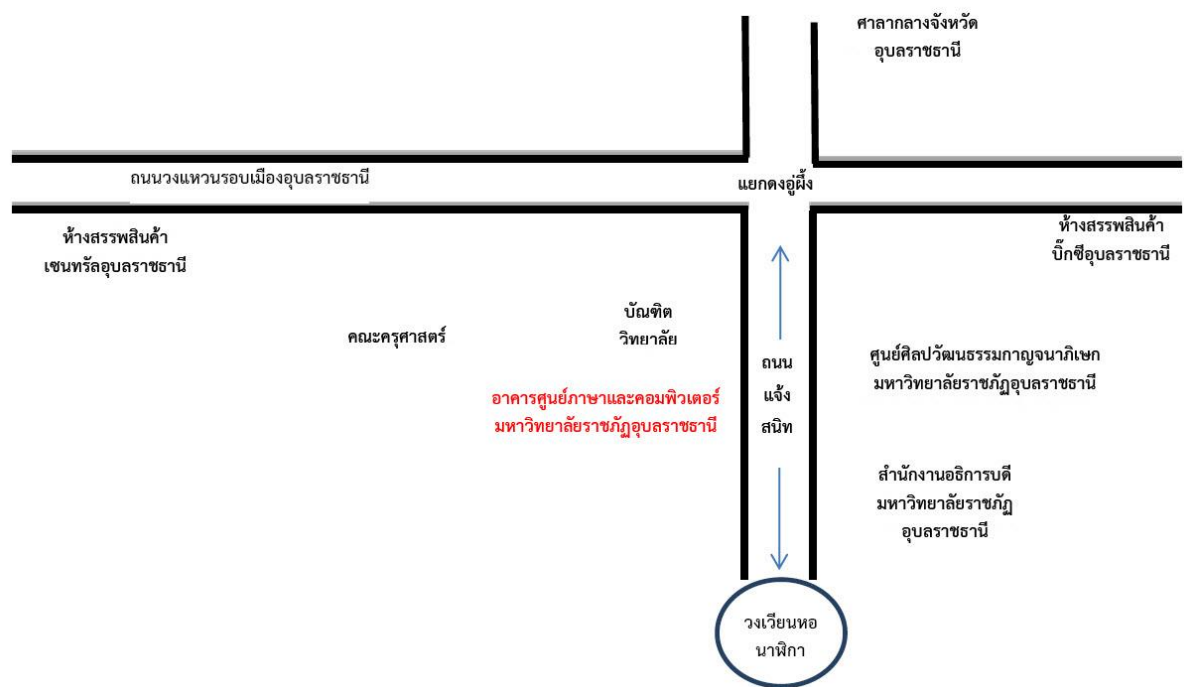 ศาลากลางจังหวัด
อุบลราชธานี
ถนนวงแหวนรอบเมืองอุบลราชธานี
แยกดงอู่ผึ้ง
ห้างสรรพสินค้า
เซนทรัลอุบลราชธานี
ห้างสรรพสินค้า
บิ๊กซีอุบลราชธานี
คณะครุศาสตร์
บัณฑิต
วิทยาลัย
ถนน
แจ้ง
สนิท
ศูนย์ศิลปวัฒนธรรมกาญจนาภิเษก
มหาวิทยาลัยราชภัฏอุบลราชธานี
อาคารศูนย์ภาษาและคอมพิวเตอร์
มหาวิทยาลัยราชภัฏอุบลราชธานี
สำนักงานอธิการบดี
มหาวิทยาลัยราชภัฏ
อุบลราชธานี
วงเวียนหอ
นาฬิกา